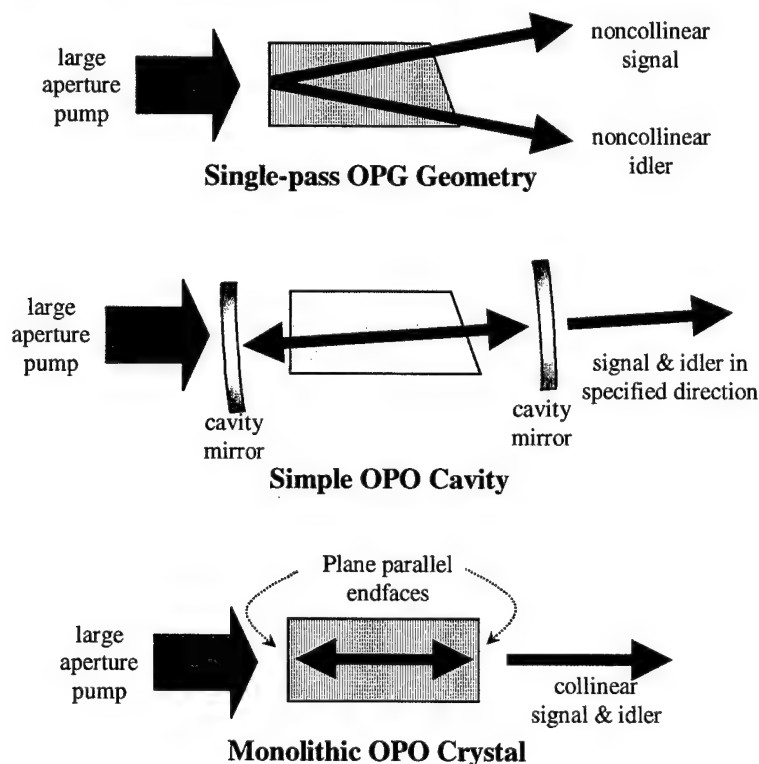 large
aperture
pump
noncollinear
signal
noncollinear
idler
Single-pass OPG Geometry
large
aperture
pump
cavity
mirror
cavity
mirror
signal & idler in
specified direction
Simple OPO Cavity
Plane parallel
endfaces
large
aperture
pump
collinear
signal & idler
Monolithic OPO Crystal